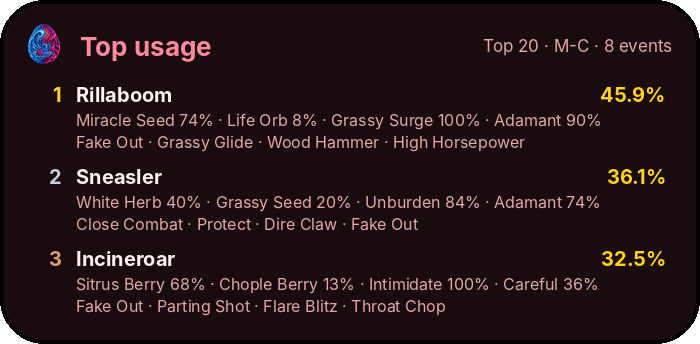 Top usage
Top 20 · M-C · 8 events
1 Rillaboom 45.9%
Miracle Seed 74% · Life Orb 8% · Grassy Surge 100% · Adamant 90%
Fake Out · Grassy Glide · Wood Hammer · High Horsepower
2 Sneasler 36.1%
White Herb 40% · Grassy Seed 20% · Unburden 84% · Adamant 74%
Close Combat · Protect · Dire Claw · Fake Out
3 Incineroar 32.5%
Sitrus Berry 68% · Chople Berry 13% · Intimidate 100% · Careful 36%
Fake Out · Parting Shot · Flare Blitz · Throat Chop